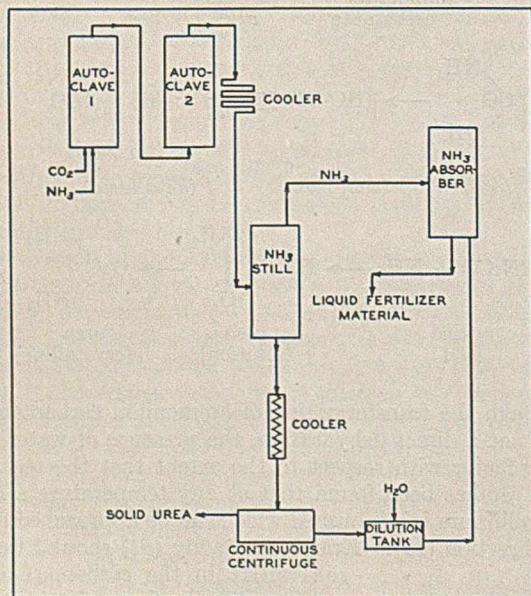 AUTO-
CLAVE
1
AUTO-
CLAVE
2
COOLER
CO₂
NH₃
NH₃
NH₃
ABSOR-
BER
NH₃
STILL
LIQUID FERTILIZER
MATERIAL
COOLER
SOLID UREA
H₂O
CONTINUOUS
CENTRIFUGE
DILUTION
TANK